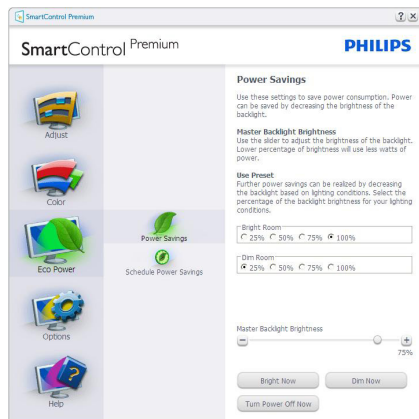 SmartControl Premium
? x
SmartControl Premium
PHILIPS
Adjust
Color
Eco Power
Options
Help
Power Savings
Schedule Power Savings
Power Savings
Use these settings to save power consumption. Power
can be saved by decreasing the brightness of the
backlight.
Master Backlight Brightness
Use the slider to adjust the brightness of the backlight.
Lower percentage of brightness will use less watts of
power.
Use Preset
Further power savings can be realized by decreasing
the backlight based on lighting conditions. Select the
percentage of the backlight brightness for your lighting
conditions.
Bright Room
25% 50% 75% 100%
Dim Room
25% 50% 75% 100%
Master Backlight Brightness
75%
Bright Now Dim Now
Turn Power Off Now